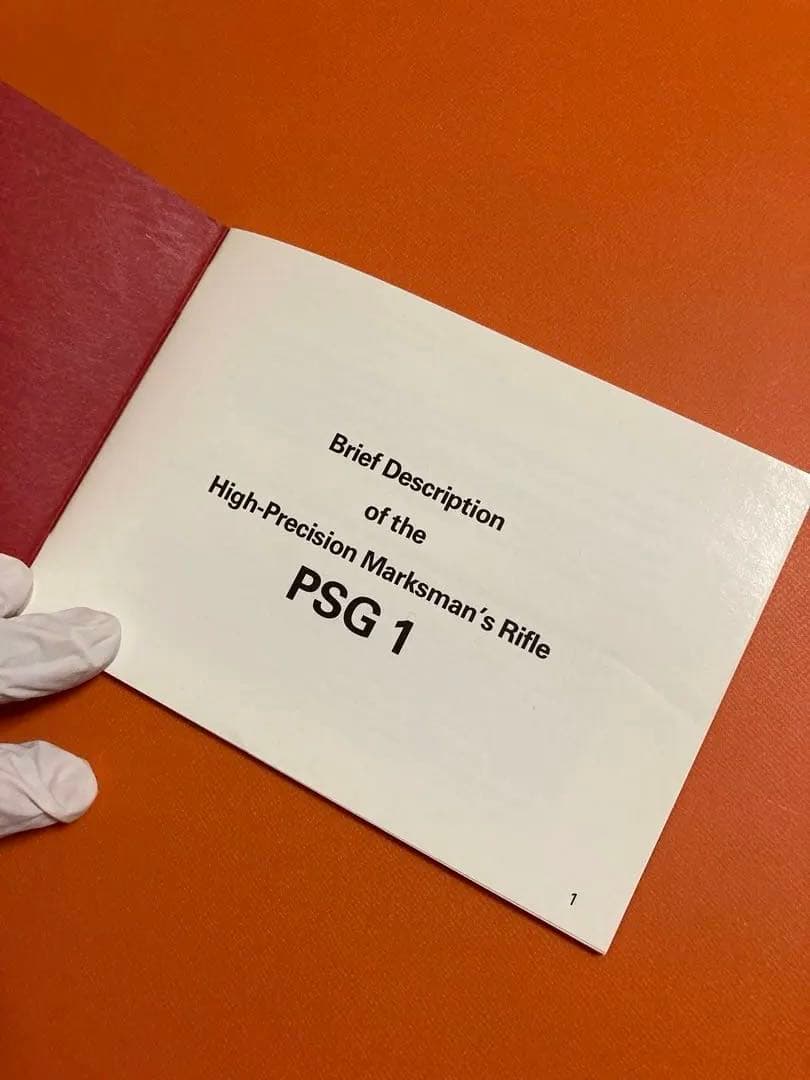 Brief Description
of the
High-Precision Marksman's Rifle
PSG 1
1